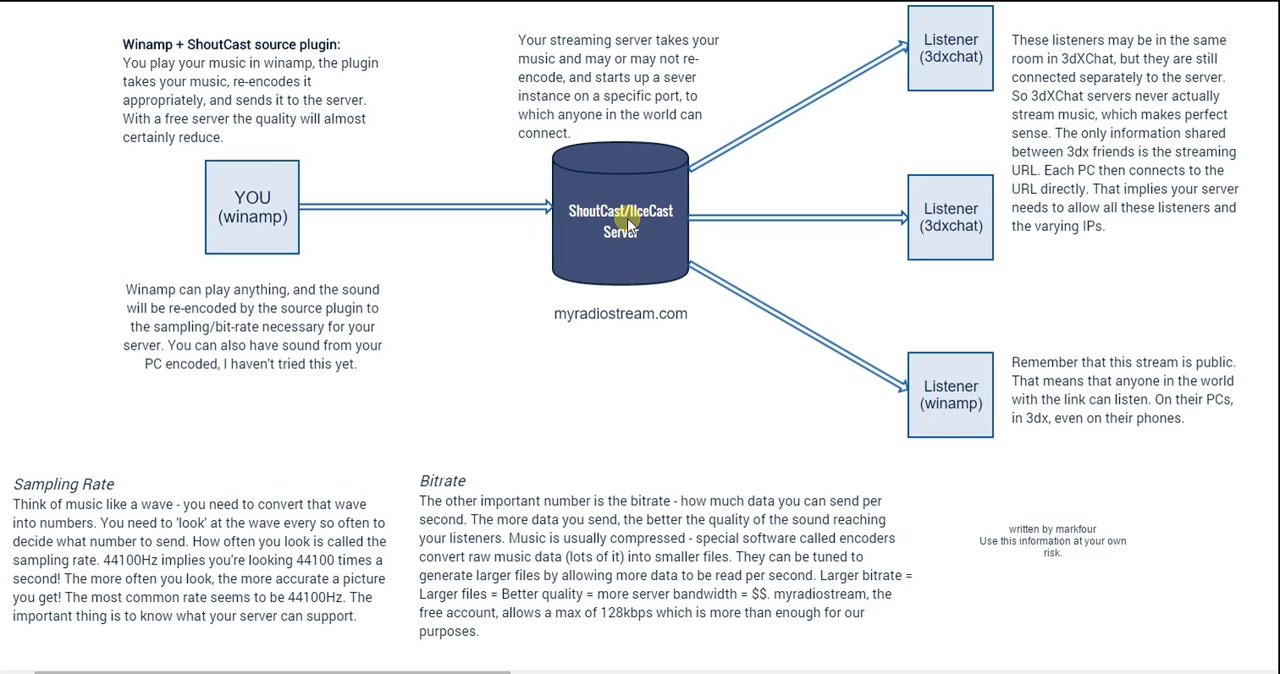 Winamp + ShoutCast source plugin:
You play your music in winamp, the plugin
takes your music, re-encodes it
appropriately, and sends it to the server.
With a free server the quality will almost
certainly reduce.
YOU
(winamp)
Winamp can play anything, and the sound
will be re-encoded by the source plugin to
the sampling/bit-rate necessary for your
server. You can also have sound from your
PC encoded, I haven't tried this yet.
Your streaming server takes your
music and may or may not re-
encode, and starts up a sever
instance on a specific port, to
which anyone in the world can
connect.
ShoutCast/IIceCast
Server
myradiostream.com
Listener
(3dxchat)
Listener
(3dxchat)
Listener
(winamp)
These listeners may be in the same
room in 3dXChat, but they are still
connected separately to the server.
So 3dXChat servers never actually
stream music, which makes perfect
sense. The only information shared
between 3dx friends is the streaming
URL. Each PC then connects to the
URL directly. That implies your server
needs to allow all these listeners and
the varying IPs.
Remember that this stream is public.
That means that anyone in the world
with the link can listen. On their PCs,
in 3dx, even on their phones.
Sampling Rate
Think of music like a wave - you need to convert that wave
into numbers. You need to 'look' at the wave every so often to
decide what number to send. How often you look is called the
sampling rate. 44100Hz implies you're looking 44100 times a
second! The more often you look, the more accurate a picture
you get! The most common rate seems to be 44100Hz. The
important thing is to know what your server can support.
Bitrate
The other important number is the bitrate - how much data you can send per
second. The more data you send, the better the quality of the sound reaching
your listeners. Music is usually compressed - special software called encoders
convert raw music data (lots of it) into smaller files. They can be tuned to
generate larger files by allowing more data to be read per second. Larger bitrate =
Larger files = Better quality = more server bandwidth = $$. myradiostream, the
free account, allows a max of 128kbps which is more than enough for our
purposes.
written by markfour
Use this information at your own
risk.